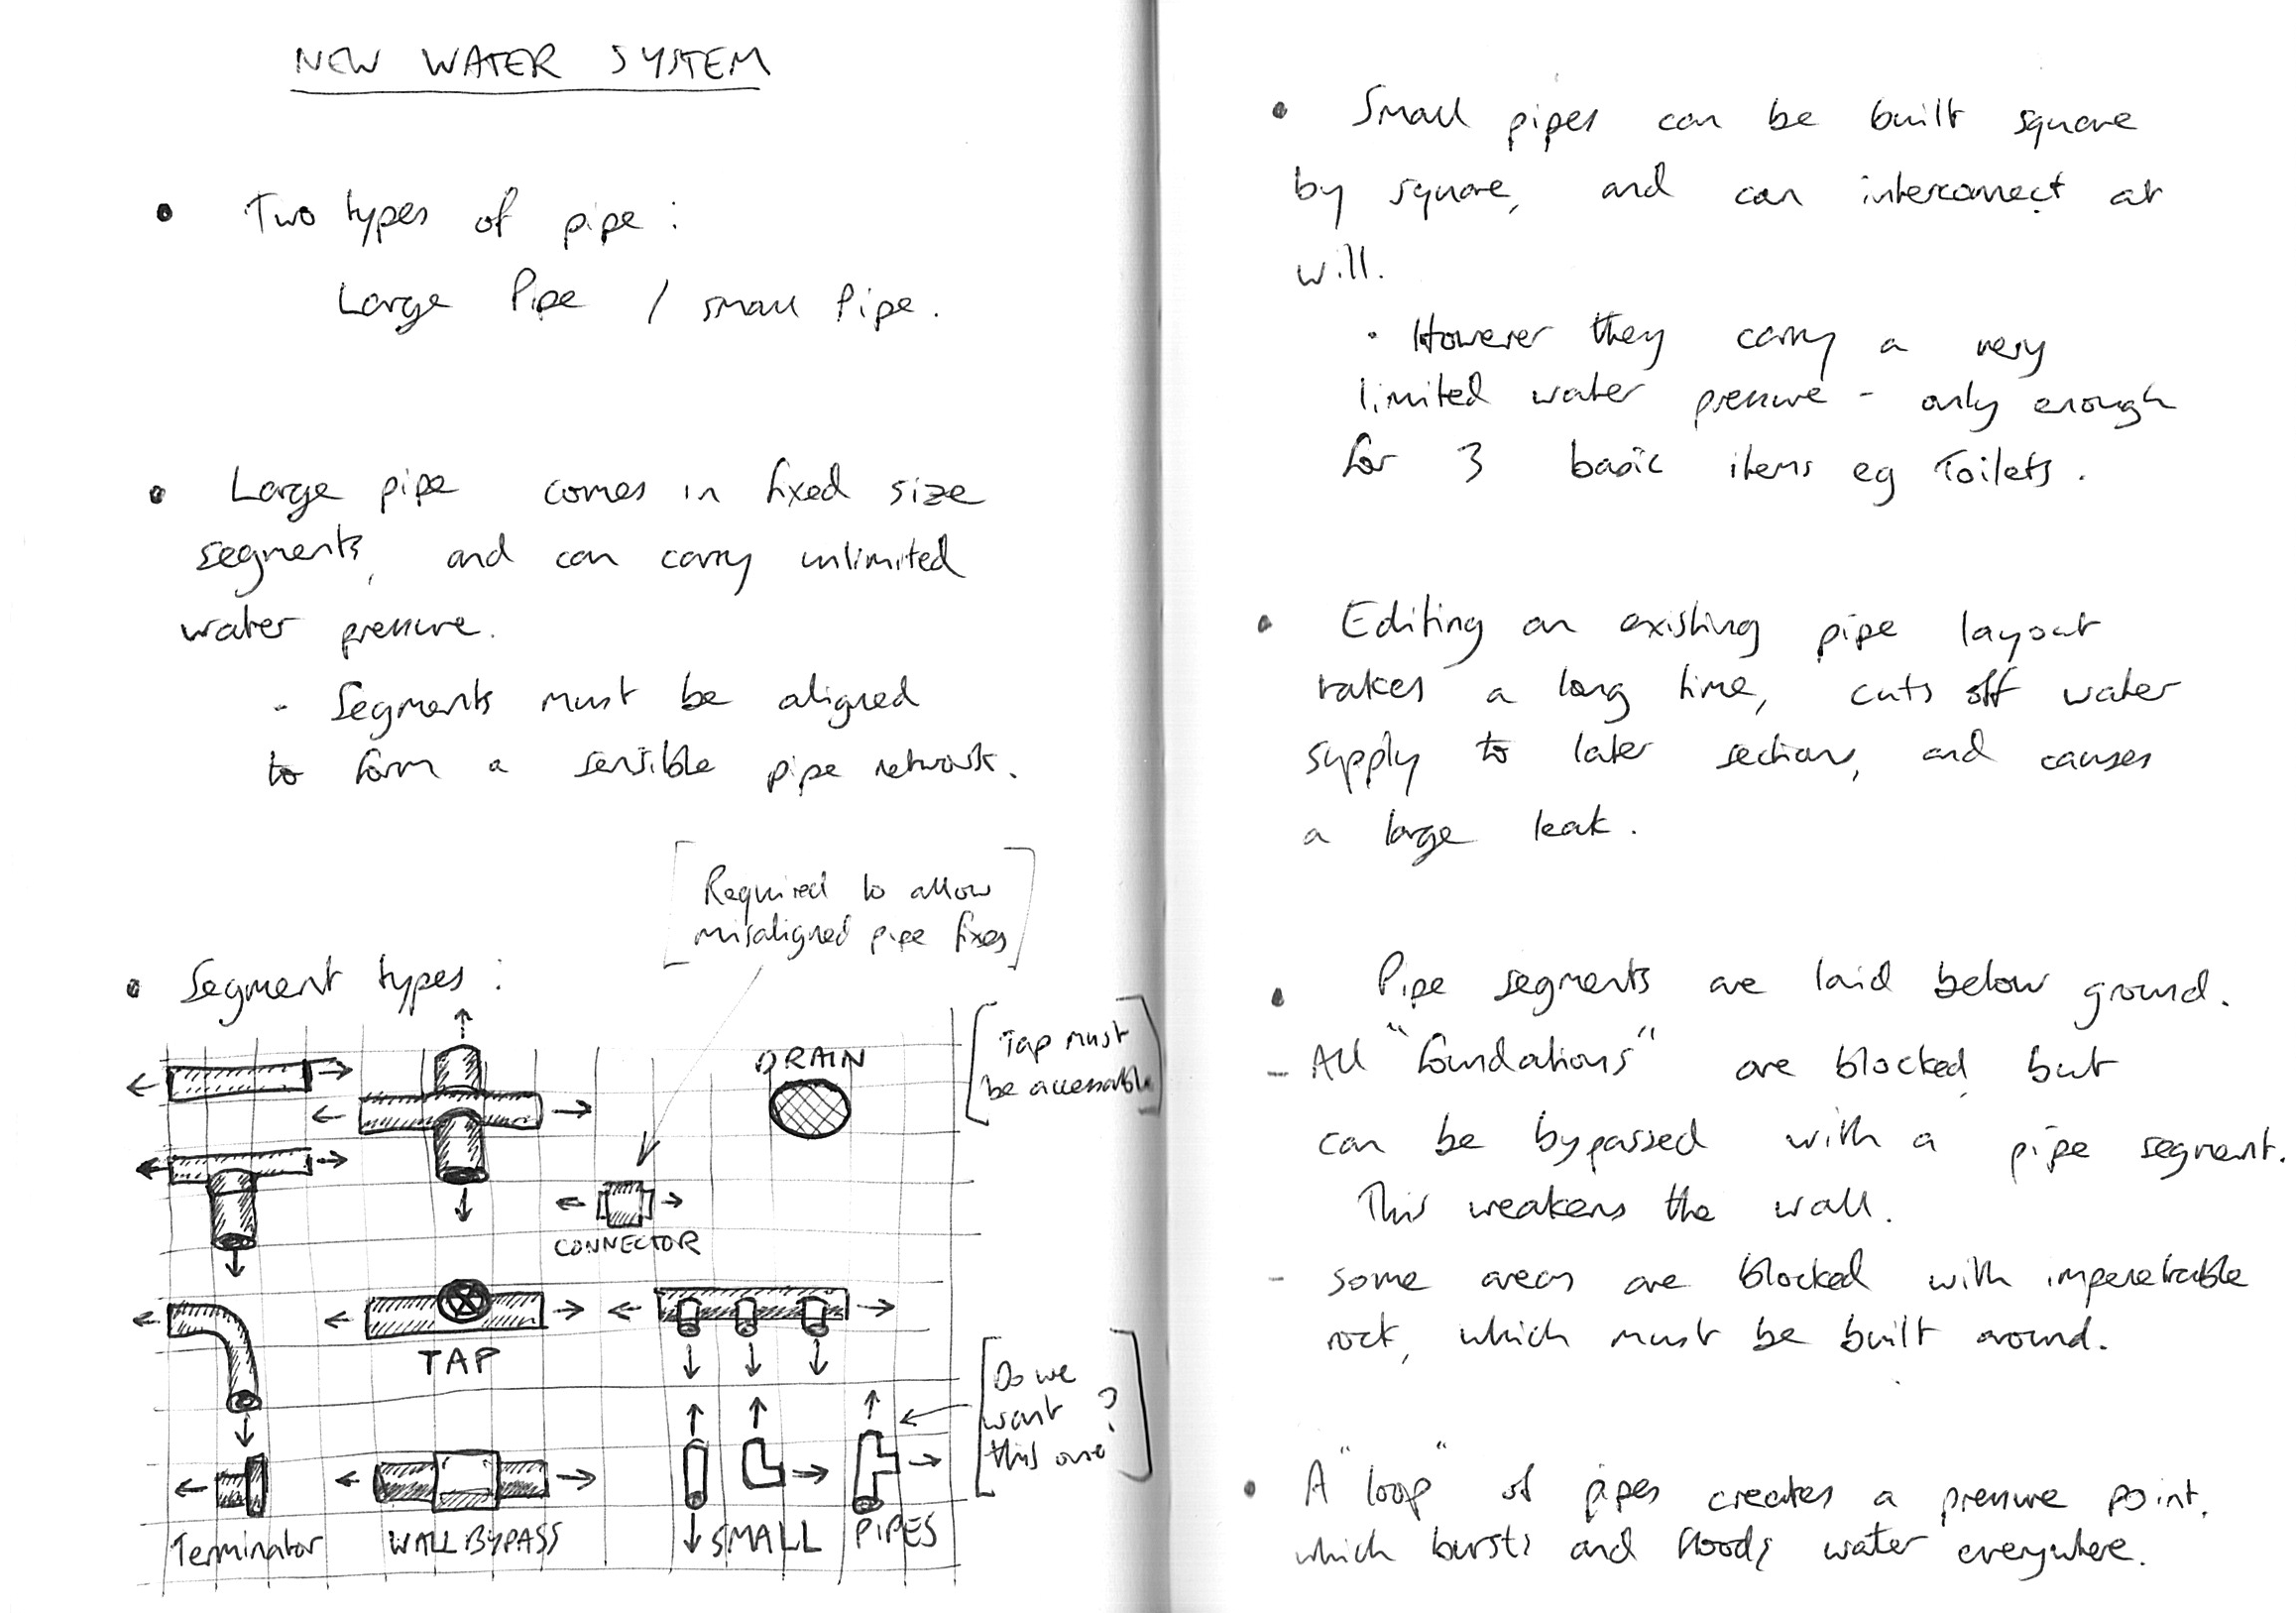 NEW WATER SYSTEM
• Two types of pipe :
Large Pipe / small Pipe.
• Large pipe comes in fixed size
segments, and can carry unlimited
water pressure.
- Segments must be aligned
to form a sensible pipe network.
[Required to allow
misaligned pipe fixes]
• Segment types :
DRAIN
[Tap must
be accessable]
CONNECTOR
TAP
[Do we
want ?
this one]
Terminator
WALL BYPASS
SMALL PIPES
• Small pipes can be built square
by square, and can interconnect at
will.
• However they carry a very
limited water pressure - only enough
for 3 basic items eg Toilets.
• Editing an existing pipe layout
takes a long time, cuts off water
supply to later sections, and causes
a large leak.
• Pipe segments are laid below ground.
- All "foundations" are blocked, but
can be bypassed with a pipe segment.
This weakens the wall.
- some areas are blocked with impenetrable
rock, which must be built around.
• A "loop" of pipes creates a pressure point,
which bursts and floods water everywhere.